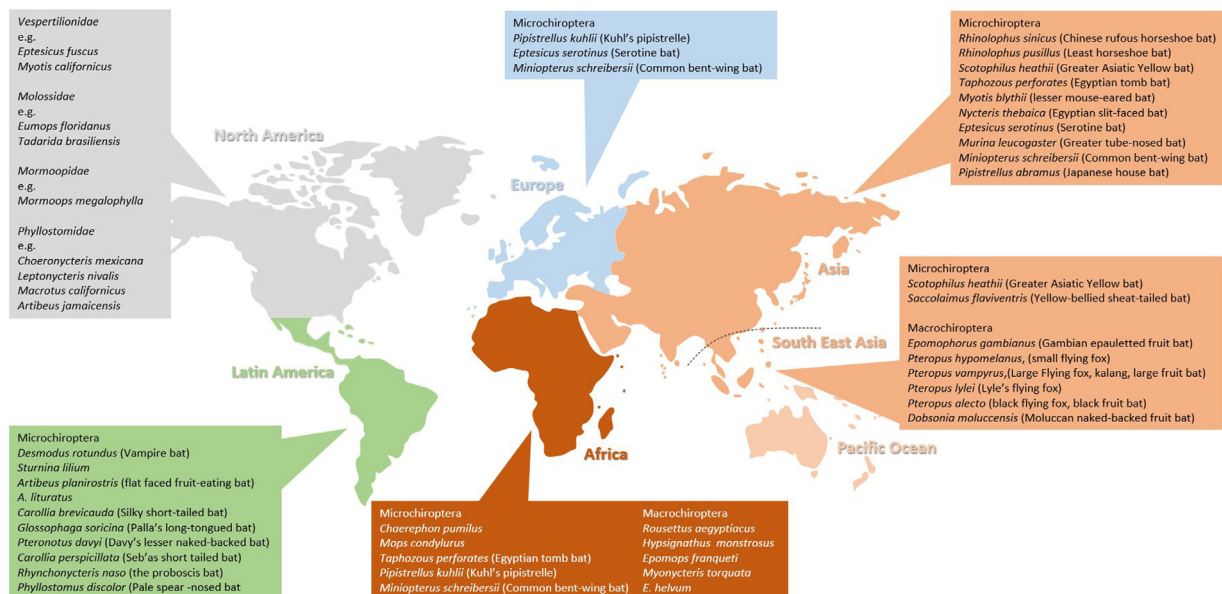 Vespertilionidae
e.g.
Eptesicus fuscus
Myotis californicus
Molossidae
e.g.
Eumops floridanus
Tadarida brasiliensis
Mormoopidae
e.g.
Mormoops megalophylla
Phyllostomidae
e.g.
Choeronycteris mexicana
Leptonycteris nivalis
Macrotus californicus
Artibeus jamaicensis
North America
Microchiroptera
Pipistrellus kuhlii (Kuhl's pipistrelle)
Eptesicus serotinus (Serotine bat)
Miniopterus schreibersii (Common bent-wing bat)
Europe
Microchiroptera
Rhinolophus sinicus (Chinese rufous horseshoe bat)
Rhinolophus pusillus (Least horseshoe bat)
Scotophilus heathii (Greater Asiatic Yellow bat)
Taphozous perforates (Egyptian tomb bat)
Myotis blythii (lesser mouse-eared bat)
Nycteris thebaica (Egyptian slit-faced bat)
Eptesicus serotinus (Serotine bat)
Murina leucogaster (Greater tube-nosed bat)
Miniopterus schreibersii (Common bent-wing bat)
Pipistrellus abramus (Japanese house bat)
Asia
Microchiroptera
Scotophilus heathii (Greater Asiatic Yellow bat)
Saccolaimus flaviventris (Yellow-bellied sheat-tailed bat)
Macrochiroptera
Epomophorus gambianus (Gambian epauletted fruit bat)
Pteropus hypomelanus, (small flying fox)
Pteropus vampyrus,(Large Flying fox, kalang, large fruit bat)
Pteropus lylei (Lyle's flying fox)
Pteropus alecto (black flying fox, black fruit bat)
Dobsonia moluccensis (Moluccan naked-backed fruit bat)
South East Asia
Latin America
Pacific Ocean
Africa
Microchiroptera
Desmodus rotundus (Vampire bat)
Sturnina lilium
Artibeus planirostris (flat faced fruit-eating bat)
A. lituratus
Carollia brevicauda (Silky short-tailed bat)
Glossophaga soricina (Palla's long-tongued bat)
Pteronotus davyi (Davy's lesser naked-backed bat)
Carollia perspicillata (Seb'as short tailed bat)
Rhynchonycteris naso (the proboscis bat)
Phyllostomus discolor (Pale spear -nosed bat
Microchiroptera
Chaerephon pumilus
Mops condylurus
Taphozous perforates (Egyptian tomb bat)
Pipistrellus kuhlii (Kuhl's pipistrelle)
Miniopterus schreibersii (Common bent-wing bat)
Macrochiroptera
Rousettus aegyptiacus
Hypsignathus monstrosus
Epomops franqueti
Myonycteris torquata
E. helvum